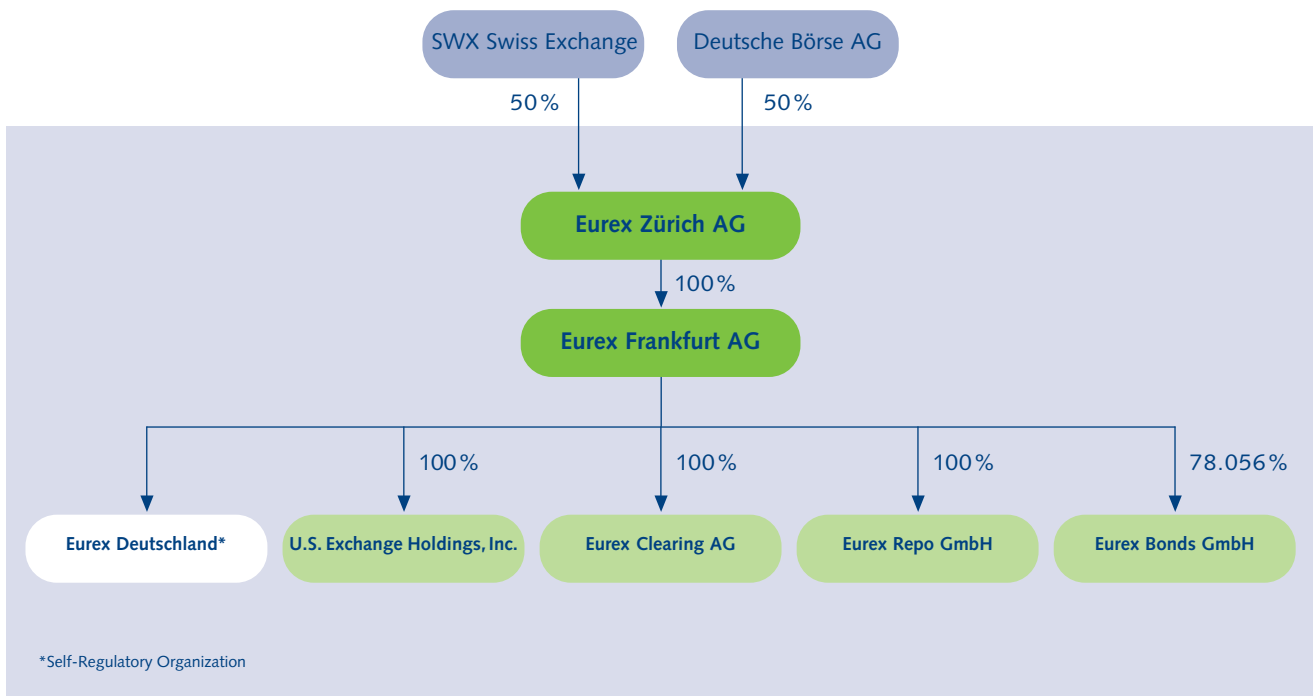 SWX Swiss Exchange
Deutsche Börse AG
50%
50%
Eurex Zürich AG
100%
Eurex Frankfurt AG
100%
100%
100%
78.056%
Eurex Deutschland*
U.S. Exchange Holdings, Inc.
Eurex Clearing AG
Eurex Repo GmbH
Eurex Bonds GmbH
*Self-Regulatory Organization